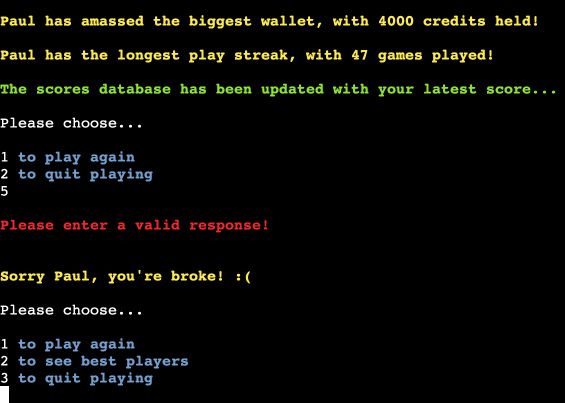 Paul has amassed the biggest wallet, with 4000 credits held!
Paul has the longest play streak, with 47 games played!
The scores database has been updated with your latest score...
Please choose...
1 to play again
2 to quit playing
5
Please enter a valid response!
Sorry Paul, you're broke! :(
Please choose...
1 to play again
2 to see best players
3 to quit playing